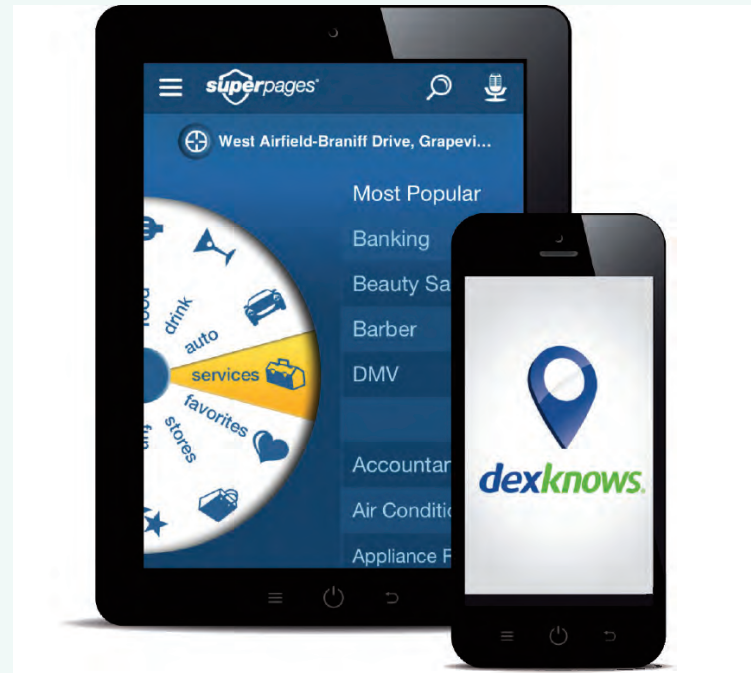 superpages
West Airfield-Braniff Drive, Grapevi...
Most Popular
Banking
Beauty Sa
Barber
DMV
Accountan
Air Conditio
Appliance
drink
auto
services
favorites
stores
dexknows.